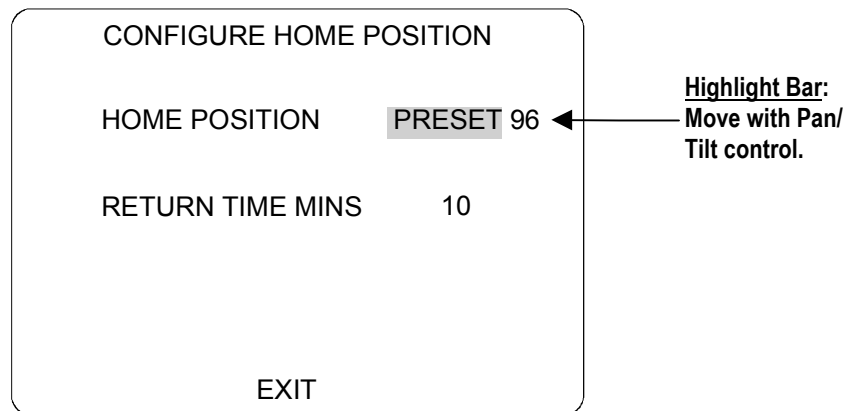 CONFIGURE HOME POSITION
HOME POSITION PRESET 96
Highlight Bar:
Move with Pan/
Tilt control.
RETURN TIME MINS 10
EXIT